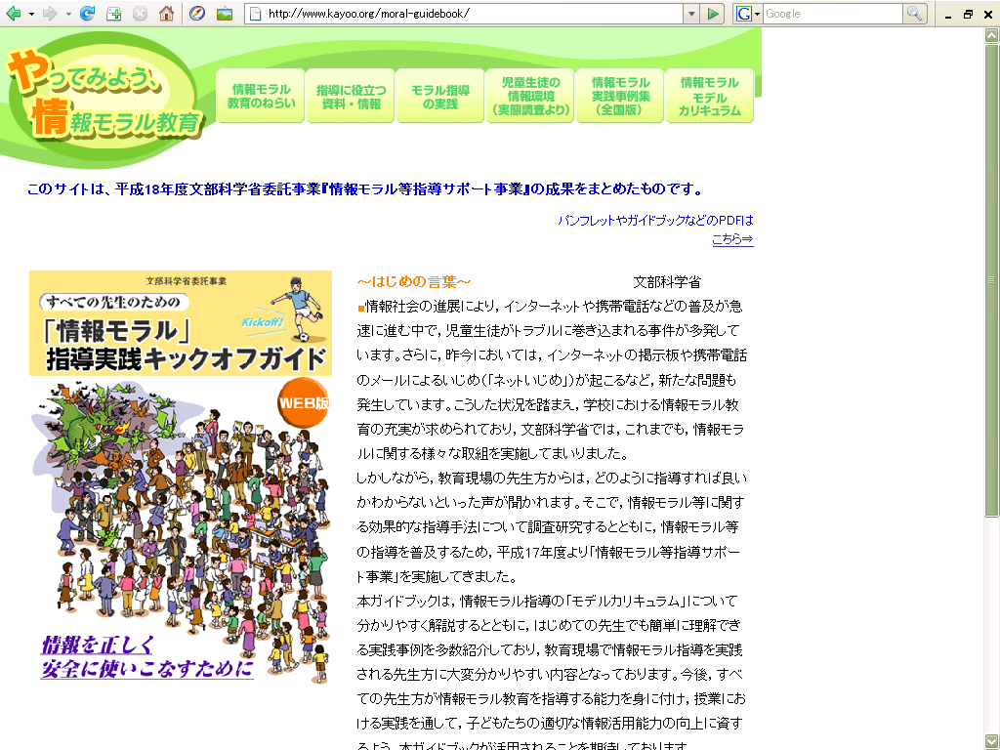 http://www.kayoo.org/moral-guidebook/
Google
やってみよう、
情報モラル教育
情報モラル
教育のねらい
指導に役立つ
資料・情報
モラル指導
の実践
児童生徒の
情報環境
(実態調査より)
情報モラル
実践事例集
(全国版)
情報モラル
モデル
カリキュラム
このサイトは、平成18年度文部科学省委託事業『情報モラル等指導サポート事業』の成果をまとめたものです。
パンフレットやガイドブックなどのPDFは
こちら⇒
文部科学省委託事業
すべての先生のための
Kickoff!
「情報モラル」
指導実践キックオフガイド
WEB版
情報を正しく
安全に使いこなすために
～はじめの言葉～ 文部科学省
■情報社会の進展により，インターネットや携帯電話などの普及が急
速に進む中で，児童生徒がトラブルに巻き込まれる事件が多発して
います。さらに，昨今においては，インターネットの掲示板や携帯電話
のメールによるいじめ（「ネットいじめ」）が起こるなど，新たな問題も
発生しています。こうした状況を踏まえ，学校における情報モラル教
育の充実が求められており，文部科学省では，これまでも，情報モラ
ルに関する様々な取組を実施してまいりました。
しかしながら，教育現場の先生方からは，どのように指導すれば良い
かわからないといった声が聞かれます。そこで，情報モラル等に関す
る効果的な指導手法について調査研究するとともに，情報モラル等
の指導を普及するため，平成17年度より「情報モラル等指導サポー
ト事業」を実施してきました。
本ガイドブックは，情報モラル指導の「モデルカリキュラム」について
分かりやすく解説するとともに，はじめての先生でも簡単に理解でき
る実践事例を多数紹介しており，教育現場で情報モラル指導を実践
される先生方に大変分かりやすい内容となっております。今後，すべ
ての先生方が情報モラル教育を指導する能力を身に付け，授業にお
ける実践を通して，子どもたちの適切な情報活用能力の向上に資す
るよう，本ガイドブックが活用されることを期待しております。